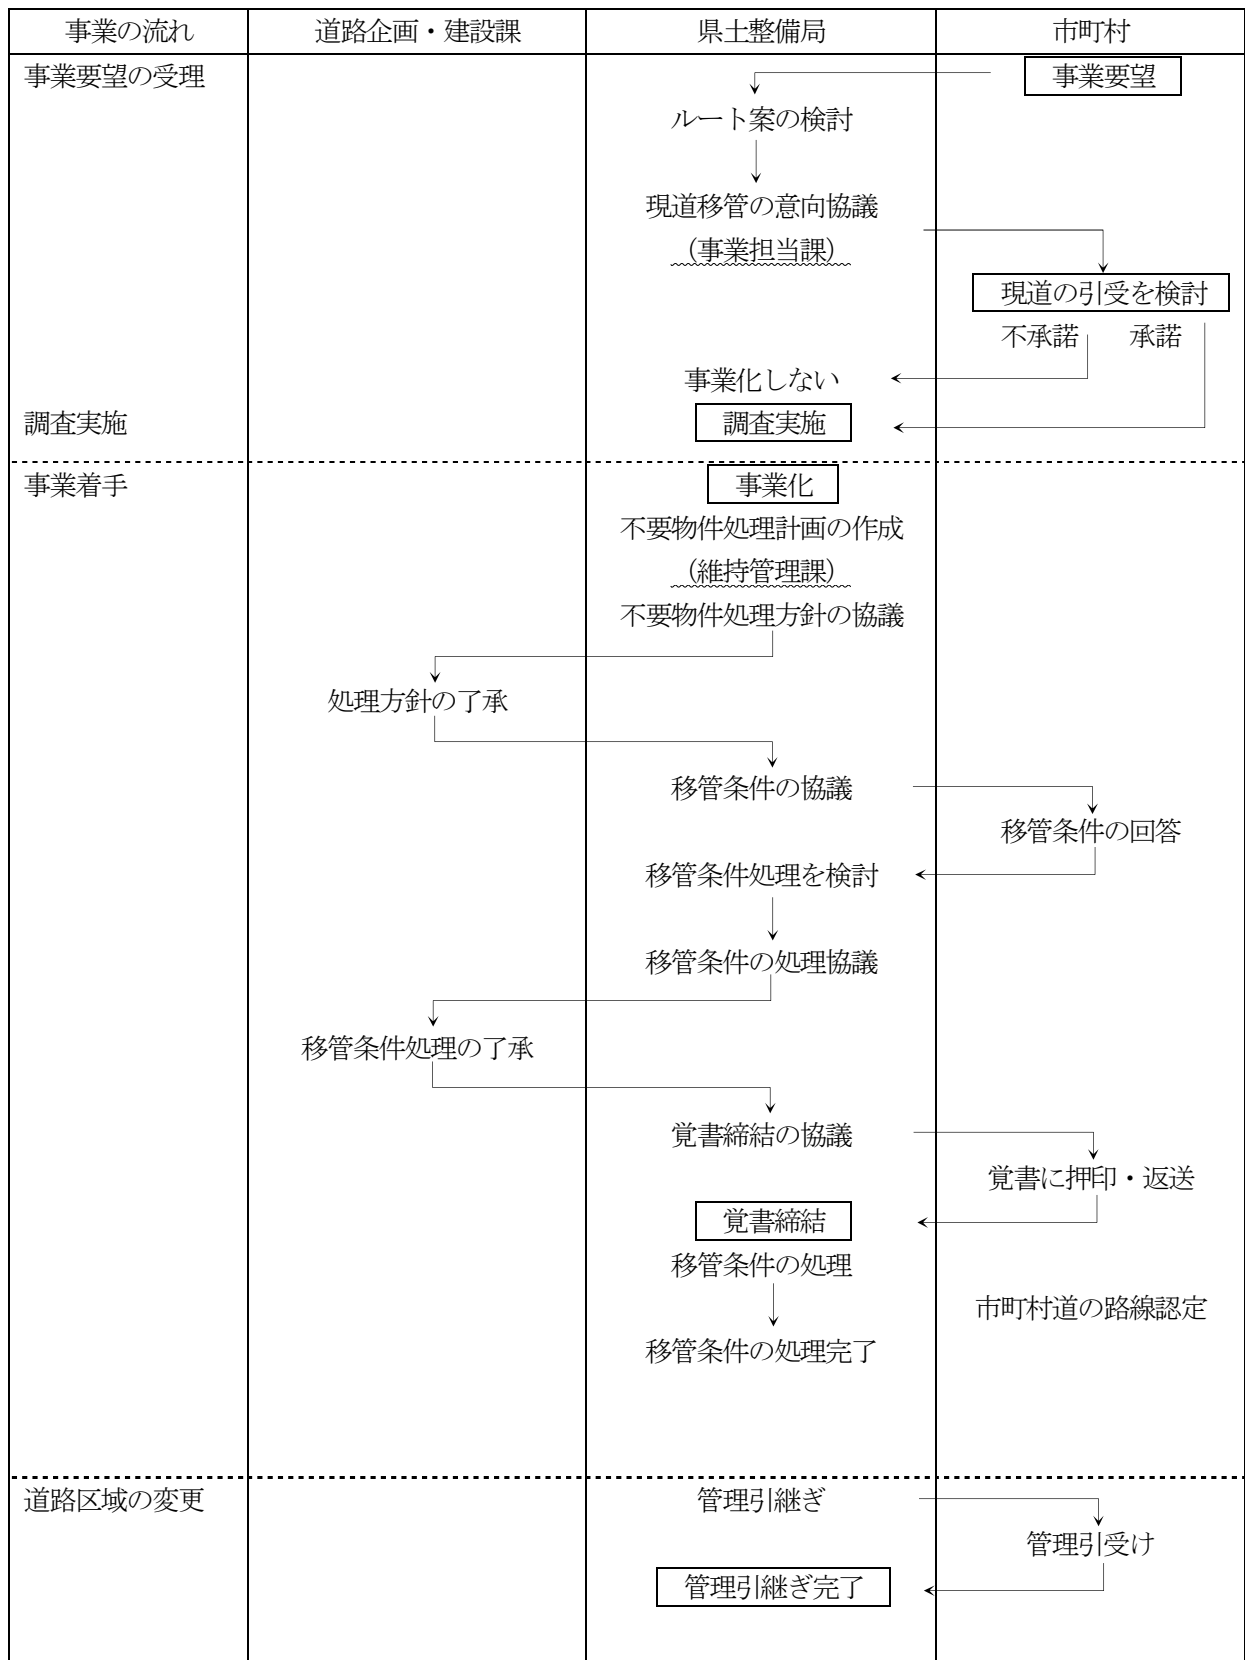 事業の流れ 道路企画・建設課 県土整備局 市町村
事業要望の受理 事業要望
ルート案の検討
現道移管の意向協議
（事業担当課）
現道の引受を検討
不承諾 承諾
事業化しない
調査実施 調査実施
事業着手 事業化
不要物件処理計画の作成
（維持管理課）
不要物件処理方針の協議
処理方針の了承
移管条件の協議
移管条件の回答
移管条件処理を検討
移管条件の処理協議
移管条件処理の了承
覚書締結の協議
覚書に押印・返送
覚書締結
移管条件の処理
市町村道の路線認定
移管条件の処理完了
道路区域の変更 管理引継ぎ
管理引受け
管理引継ぎ完了